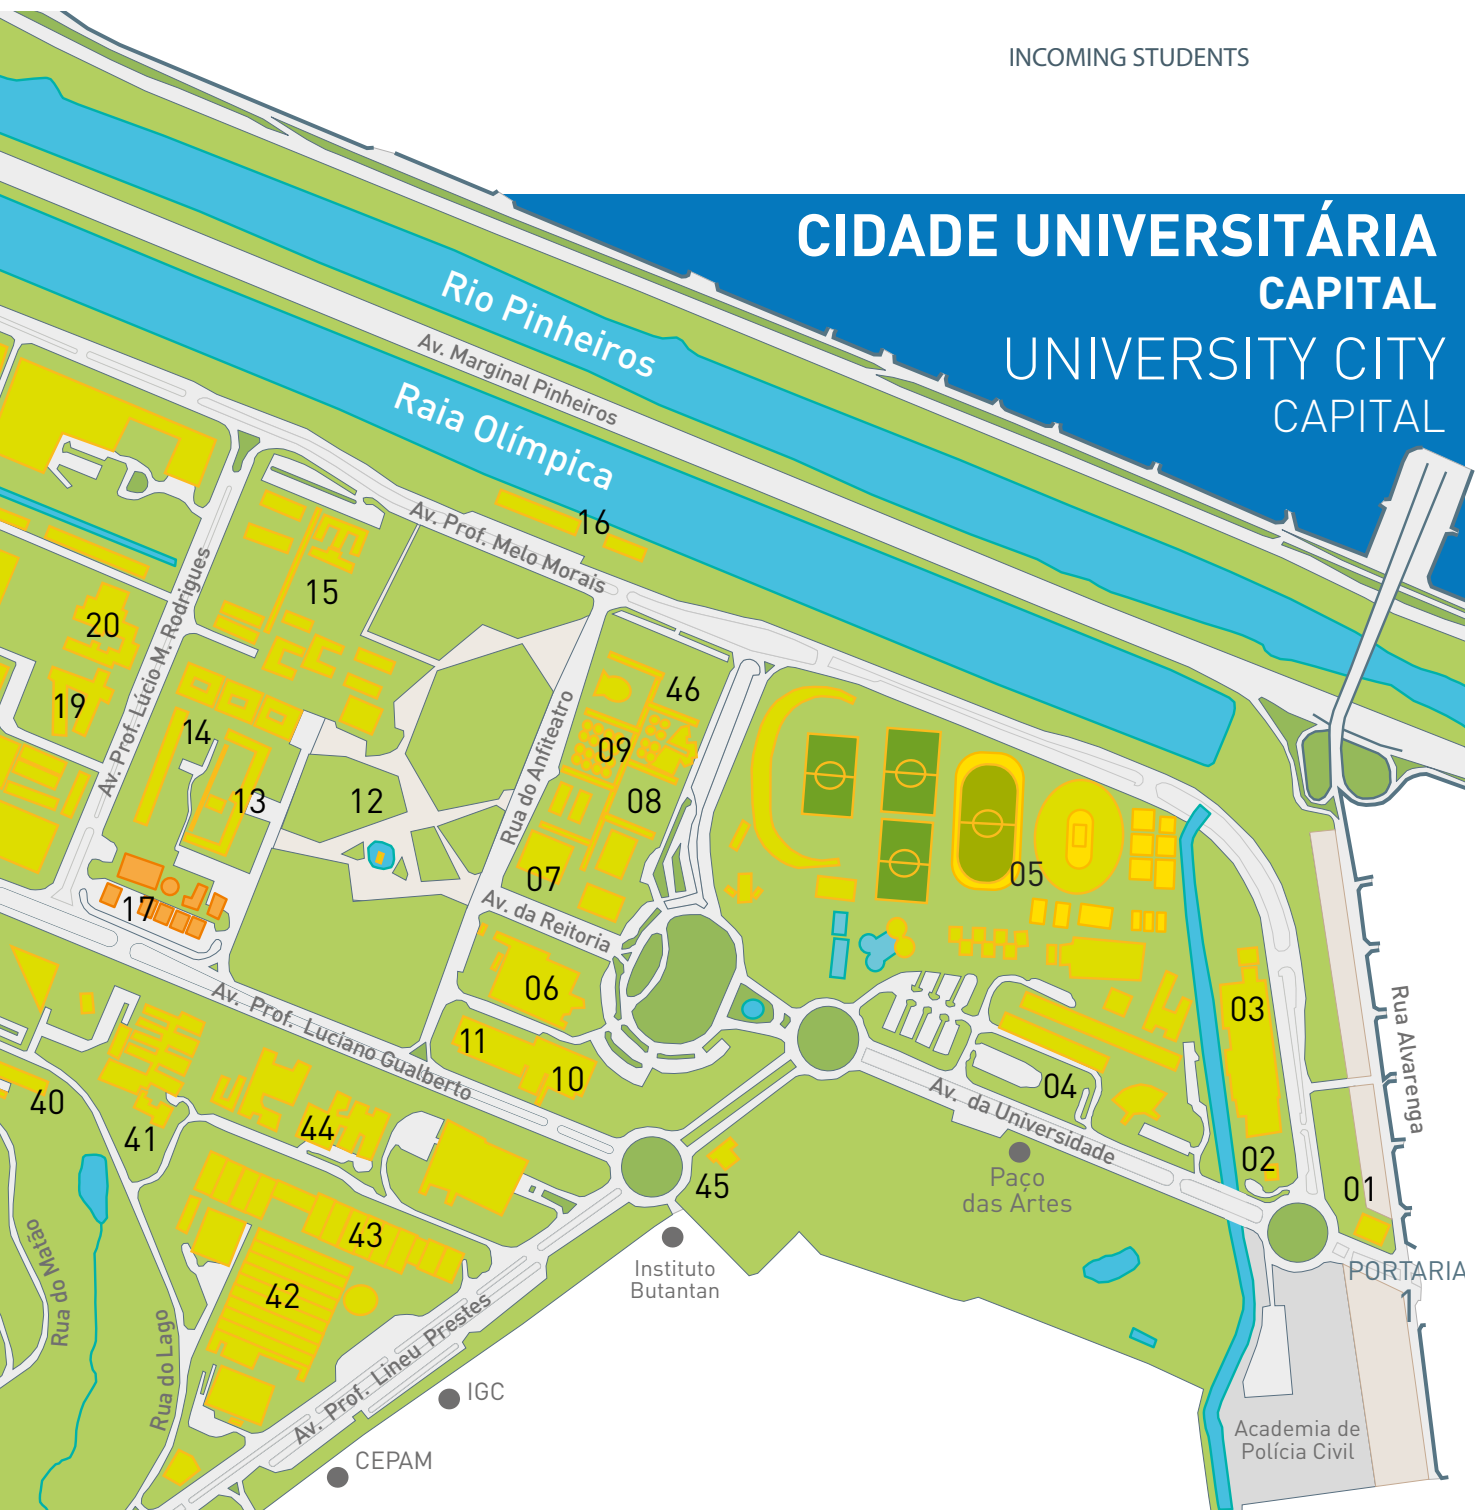 INCOMING STUDENTS
CIDADE UNIVERSITÁRIA
CAPITAL
UNIVERSITY CITY
CAPITAL
Rio Pinheiros
Av. Marginal Pinheiros
Raia Olímpica
Av. Prof. Melo Morais
16
15
20
Av. Prof. Lúcio M. Rodrigues
19
14
13
12
46
09
08
Rua do Anfiteatro
07
05
17
Av. da Reitoria
06
Av. Prof. Luciano Gualberto
11
10
03
Rua Alvarenga
04
Av. da Universidade
40
41
44
45
Paço
das Artes
02
01
PORTARIA
1
43
42
Instituto
Butantan
Rua do Matão
Rua do Lago
Av. Prof. Lineu Prestes
IGC
CEPAM
Academia de
Polícia Civil